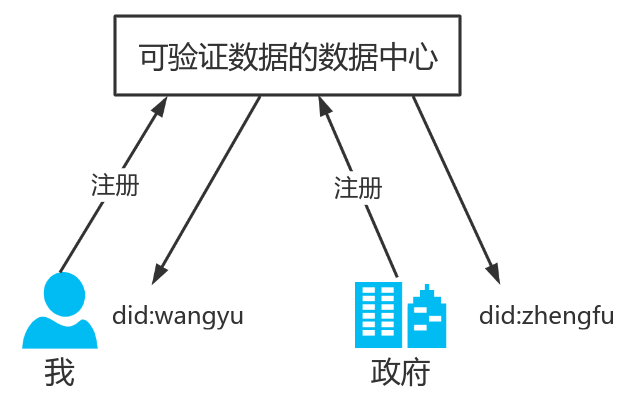 可验证数据的数据中心
注册
注册
did:wangyu
did:zhengfu
我
政府